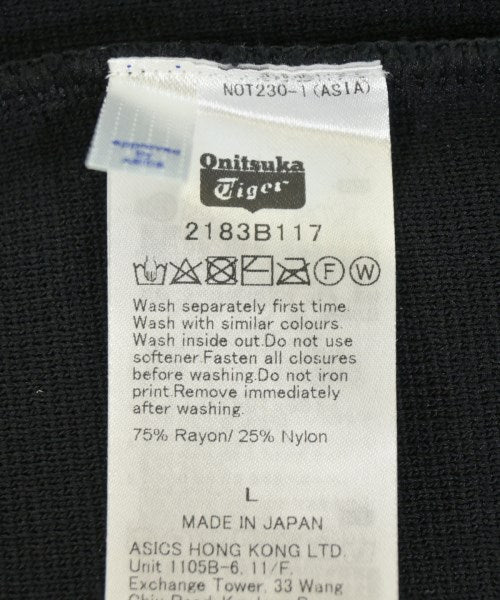 NOT230-1(ASIA)
approved
by
Onitsuka
Tiger
2183B117
F W
Wash separately first time.
Wash with similar colours.
Wash inside out.Do not use
softener.Fasten all closures
before washing.Do not iron
print.Remove immediately
after washing.
75% Rayon/ 25% Nylon
L
MADE IN JAPAN
ASICS HONG KONG LTD.
Unit 1105B-6, 11/F,
Exchange Tower, 33 Wang